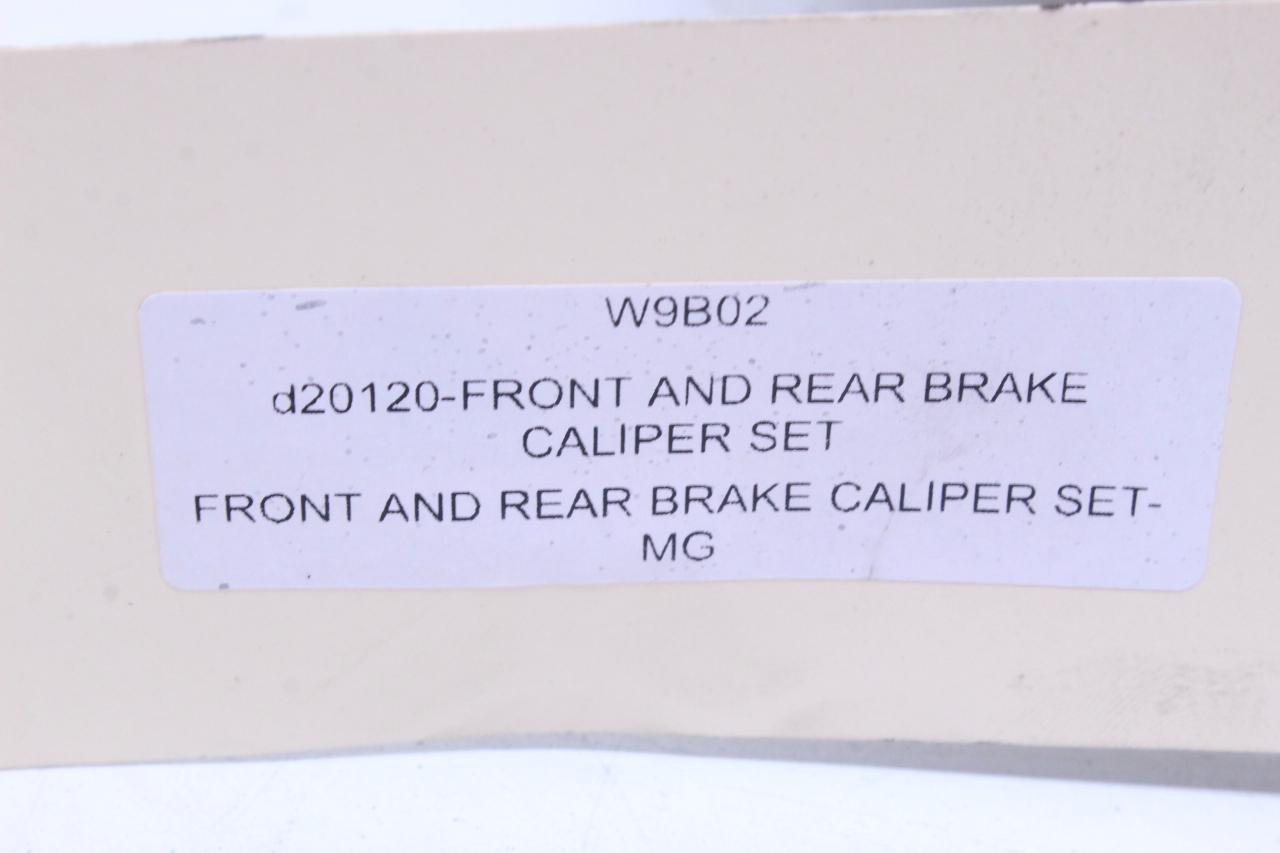 W9B02
d20120-FRONT AND REAR BRAKE
CALIPER SET
FRONT AND REAR BRAKE CALIPER SET-
MG